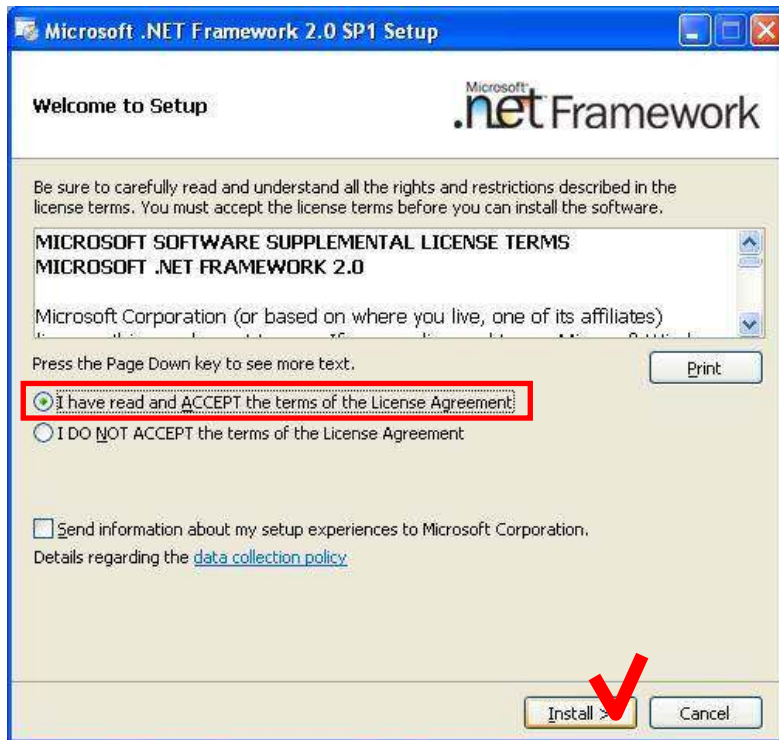 Microsoft .NET Framework 2.0 SP1 Setup
Welcome to Setup
Microsoft
.net Framework
Be sure to carefully read and understand all the rights and restrictions described in the
license terms. You must accept the license terms before you can install the software.
MICROSOFT SOFTWARE SUPPLEMENTAL LICENSE TERMS
MICROSOFT .NET FRAMEWORK 2.0
Microsoft Corporation (or based on where you live, one of its affiliates)
Press the Page Down key to see more text.
Print
I have read and ACCEPT the terms of the License Agreement
I DO NOT ACCEPT the terms of the License Agreement
Send information about my setup experiences to Microsoft Corporation.
Details regarding the data collection policy
Install >
Cancel